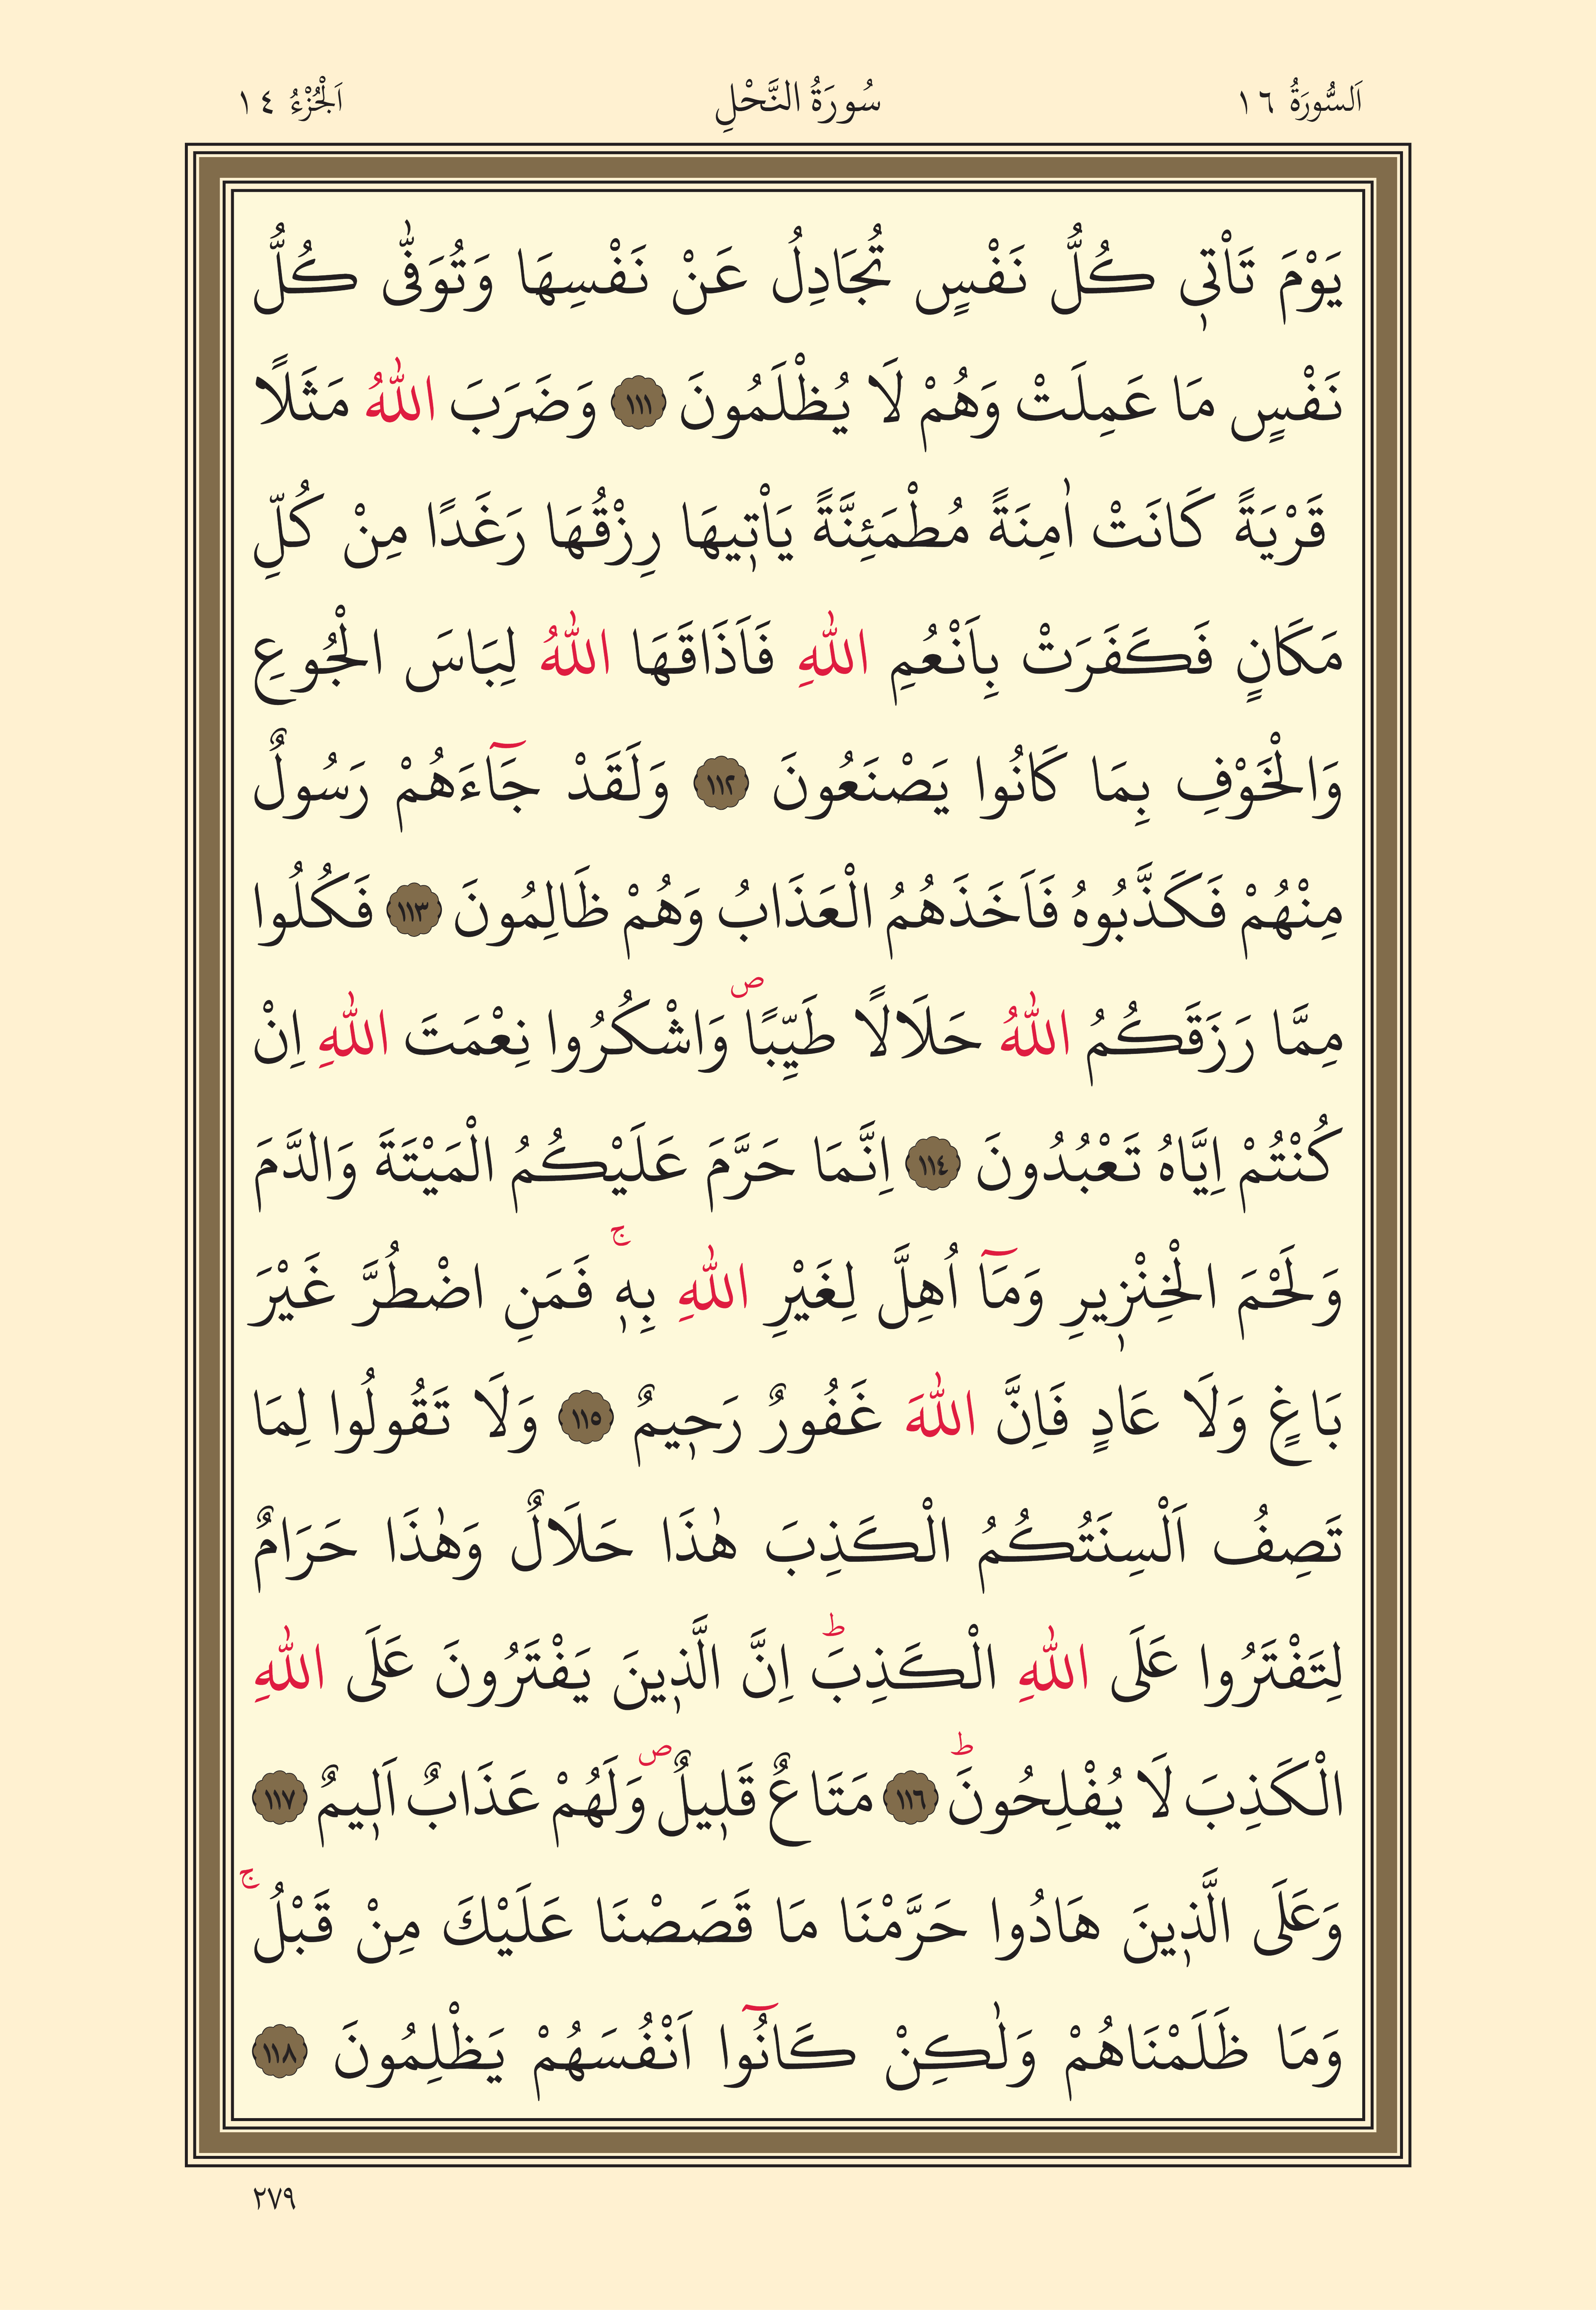 اَلسُّورَةُ ١٦
سُورَةُ النَّحْلِ
اَلْجُزْءُ ١٤
يَوْمَ تَاْتٖي كُلُّ نَفْسٍ تُجَادِلُ عَنْ نَفْسِهَا وَتُوَفّٰى كُلُّ
نَفْسٍ مَا عَمِلَتْ وَهُمْ لَا يُظْلَمُونَ ١١١ وَضَرَبَ اللّٰهُ مَثَلًا
قَرْيَةً كَانَتْ اٰمِنَةً مُطْمَئِنَّةً يَاْتٖيهَا رِزْقُهَا رَغَدًا مِنْ كُلِّ
مَكَانٍ فَكَفَرَتْ بِاَنْعُمِ اللّٰهِ فَاَذَاقَهَا اللّٰهُ لِبَاسَ الْجُوعِ
وَالْخَوْفِ بِمَا كَانُوا يَصْنَعُونَ ١١٢ وَلَقَدْ جَٓاءَهُمْ رَسُولٌ
مِنْهُمْ فَكَذَّبُوهُ فَاَخَذَهُمُ الْعَذَابُ وَهُمْ ظَالِمُونَ ١١٣ فَكُلُوا
مِمَّا رَزَقَكُمُ اللّٰهُ حَلَالًا طَيِّبًا ص وَاشْكُرُوا نِعْمَتَ اللّٰهِ اِنْ
كُنْتُمْ اِيَّاهُ تَعْبُدُونَ ١١٤ اِنَّمَا حَرَّمَ عَلَيْكُمُ الْمَيْتَةَ وَالدَّمَ
وَلَحْمَ الْخِنْزٖيرِ وَمَٓا اُهِلَّ لِغَيْرِ اللّٰهِ بِهٖ ج فَمَنِ اضْطُرَّ غَيْرَ
بَاغٍ وَلَا عَادٍ فَاِنَّ اللّٰهَ غَفُورٌ رَحٖيمٌ ١١٥ وَلَا تَقُولُوا لِمَا
تَصِفُ اَلْسِنَتُكُمُ الْكَذِبَ هٰذَا حَلَالٌ وَهٰذَا حَرَامٌ
لِتَفْتَرُوا عَلَى اللّٰهِ الْكَذِبَ ط اِنَّ الَّذٖينَ يَفْتَرُونَ عَلَى اللّٰهِ
الْكَذِبَ لَا يُفْلِحُونَ ط ١١٦ مَتَاعٌ قَلٖيلٌ ص وَلَهُمْ عَذَابٌ اَلٖيمٌ ١١٧
وَعَلَى الَّذٖينَ هَادُوا حَرَّمْنَا مَا قَصَصْنَا عَلَيْكَ مِنْ قَبْلُ ج
وَمَا ظَلَمْنَاهُمْ وَلٰكِنْ كَانُٓوا اَنْفُسَهُمْ يَظْلِمُونَ ١١٨
٢٧٩